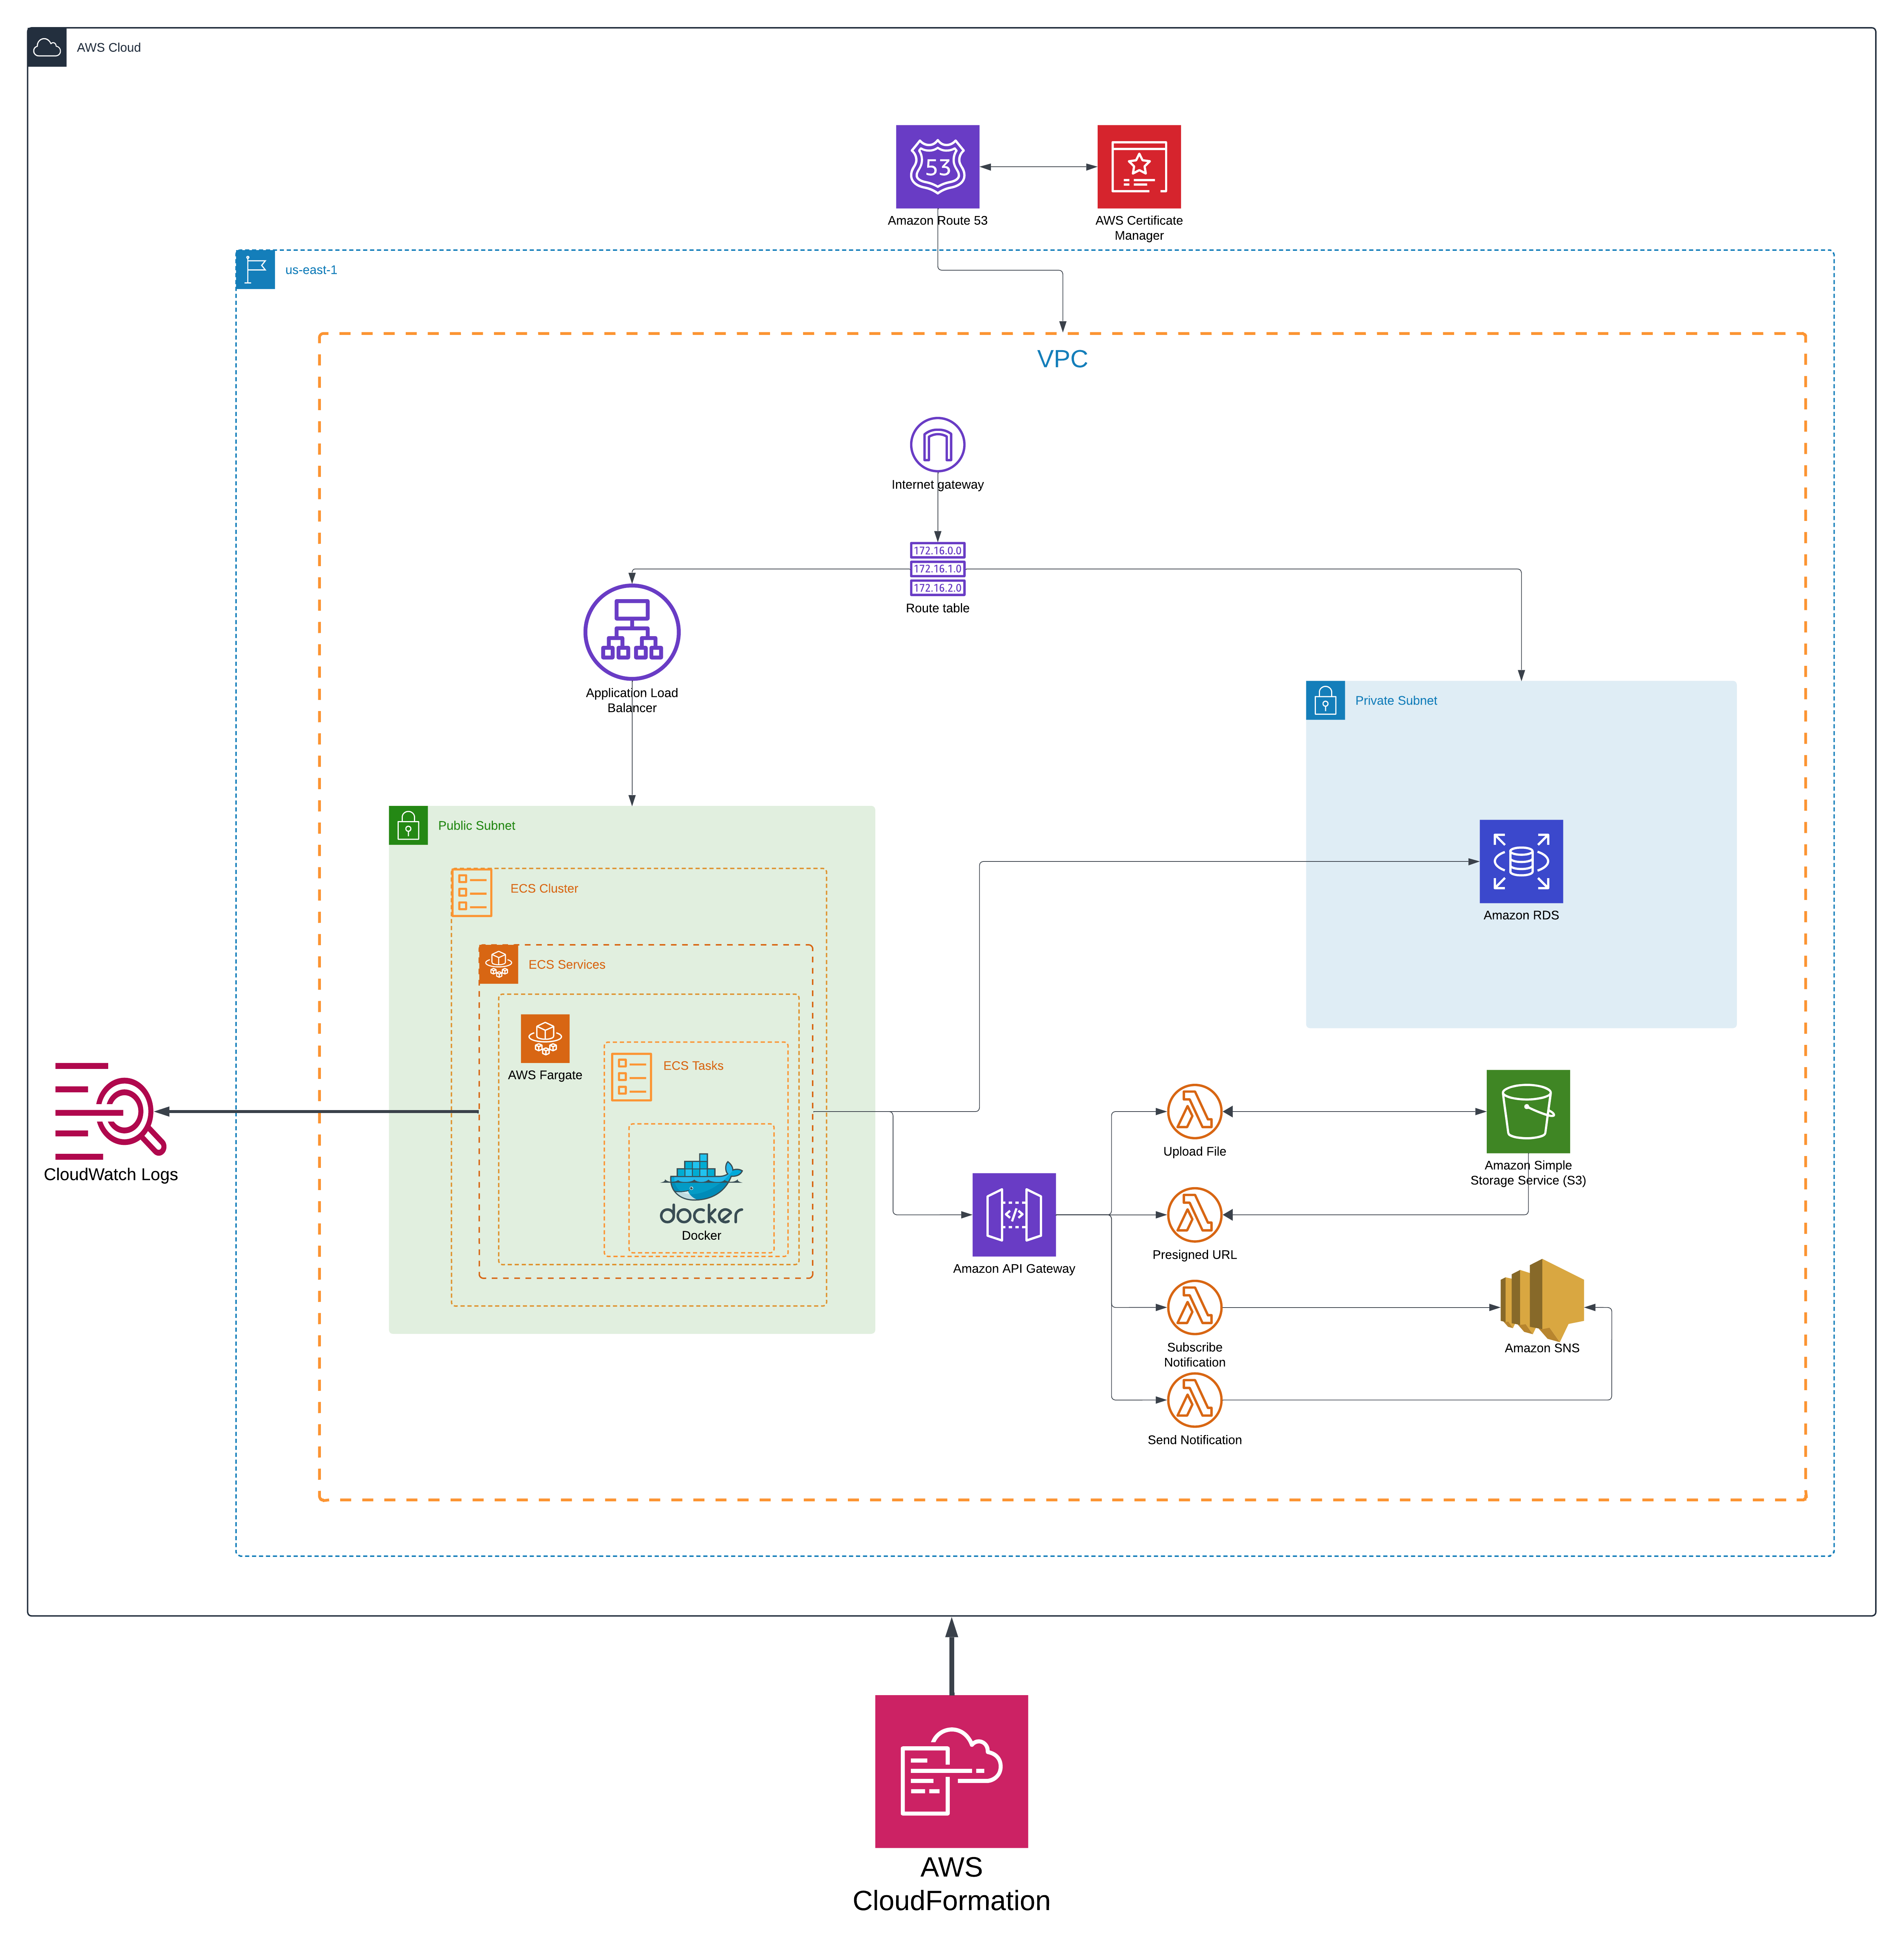 AWS Cloud
53
Amazon Route 53
AWS Certificate
Manager
us-east-1
VPC
Internet gateway
172.16.0.0
172.16.1.0
172.16.2.0
Route table
Application Load
Balancer
Private Subnet
Amazon RDS
Public Subnet
ECS Cluster
ECS Services
AWS Fargate
ECS Tasks
docker
Docker
CloudWatch Logs
Amazon API Gateway
Upload File
Amazon Simple
Storage Service (S3)
Presigned URL
Subscribe
Notification
Amazon SNS
Send Notification
AWS
CloudFormation